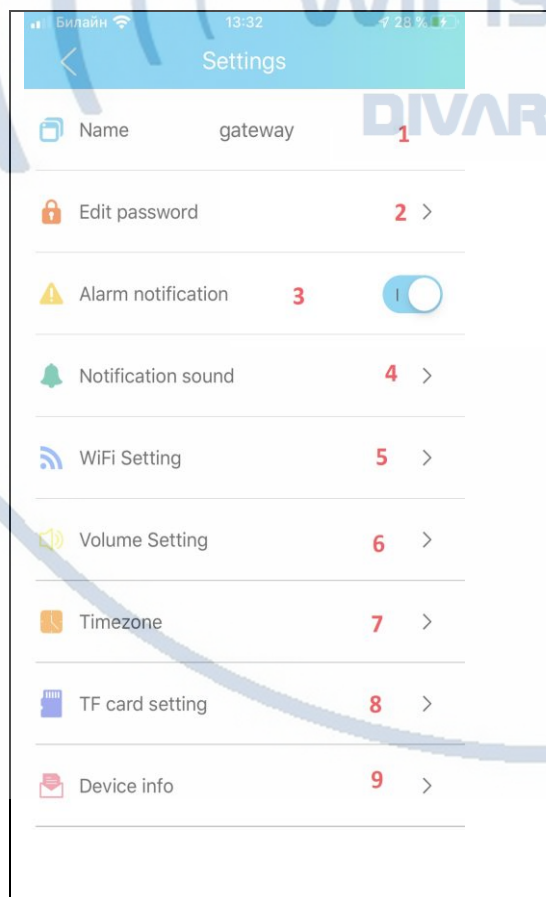 Билайн 13:32 28 %
Settings
DIVAR
Name gateway 1
Edit password 2
Alarm notification 3
Notification sound 4
WiFi Setting 5
Volume Setting 6
Timezone 7
TF card setting 8
Device info 9